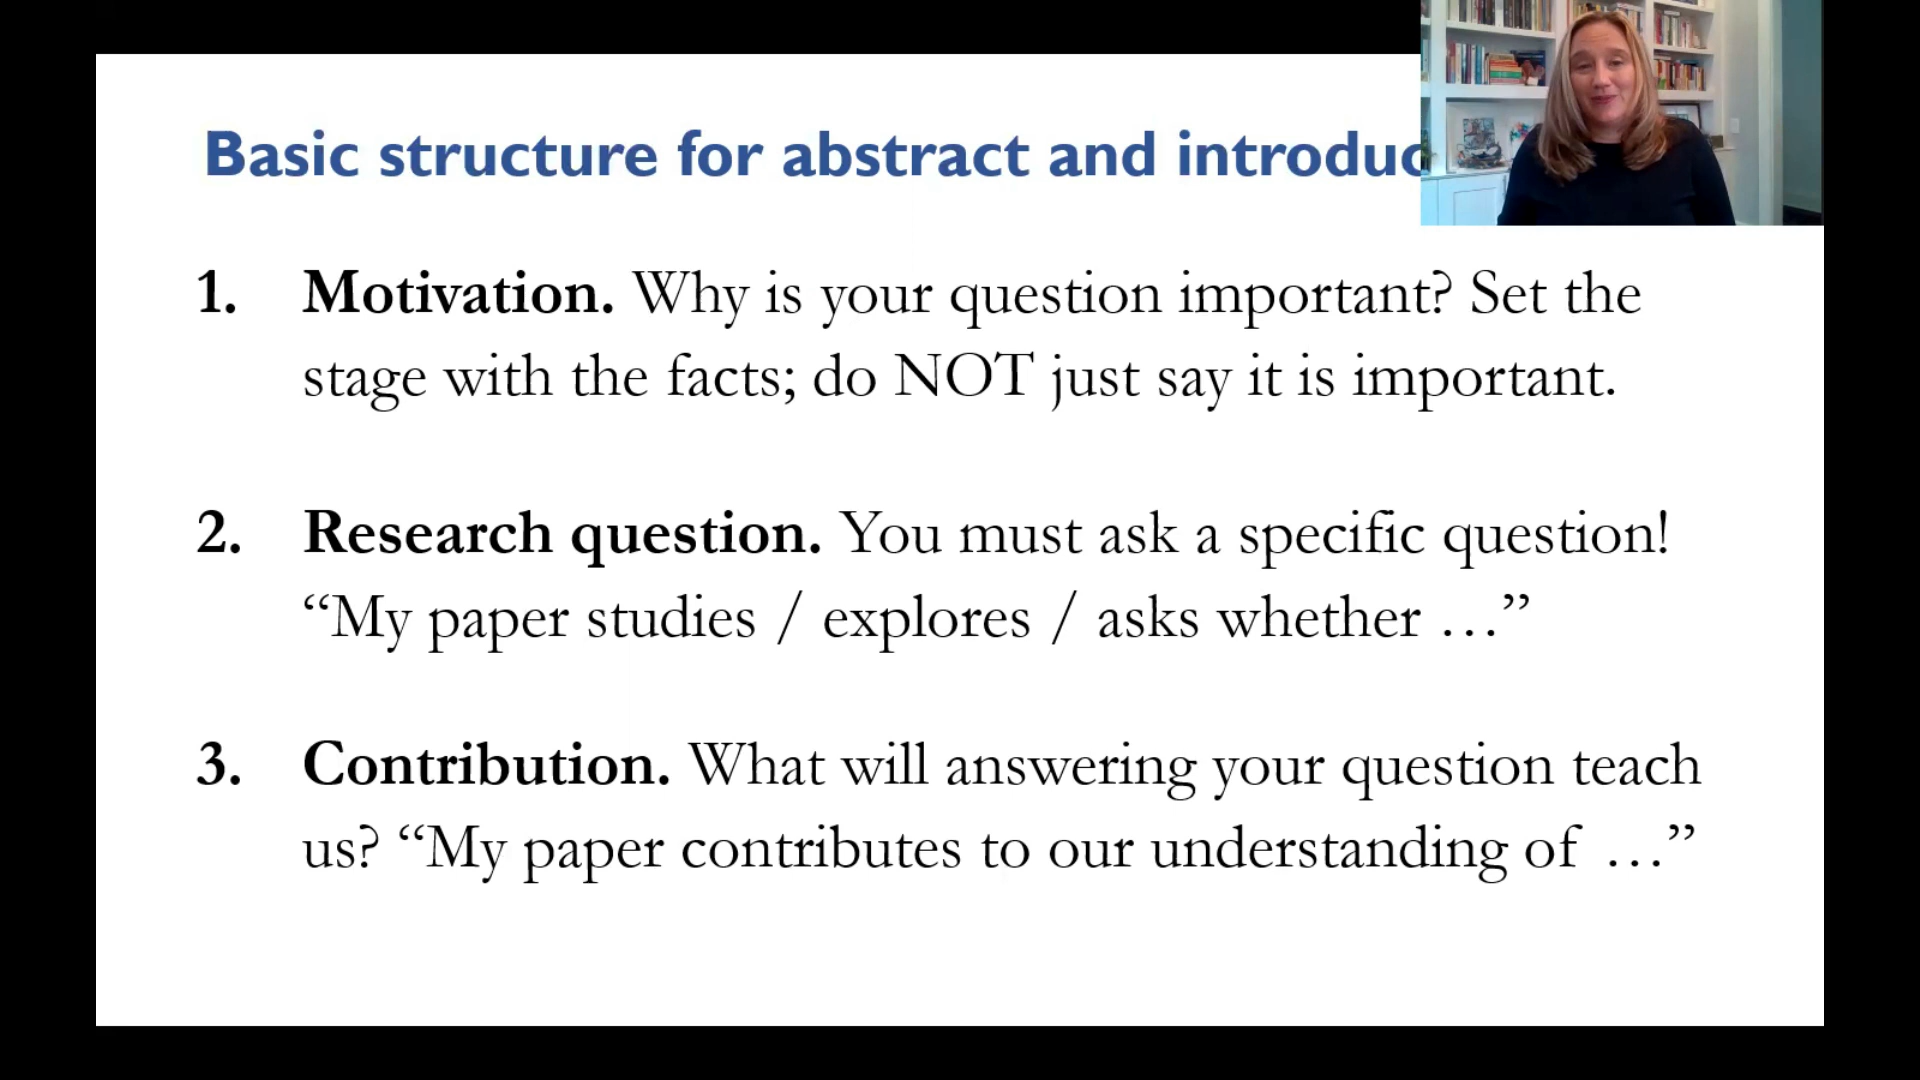 Basic structure for abstract and introduc
1. Motivation. Why is your question important? Set the
stage with the facts; do NOT just say it is important.
2. Research question. You must ask a specific question!
“My paper studies / explores / asks whether …”
3. Contribution. What will answering your question teach
us? “My paper contributes to our understanding of …”